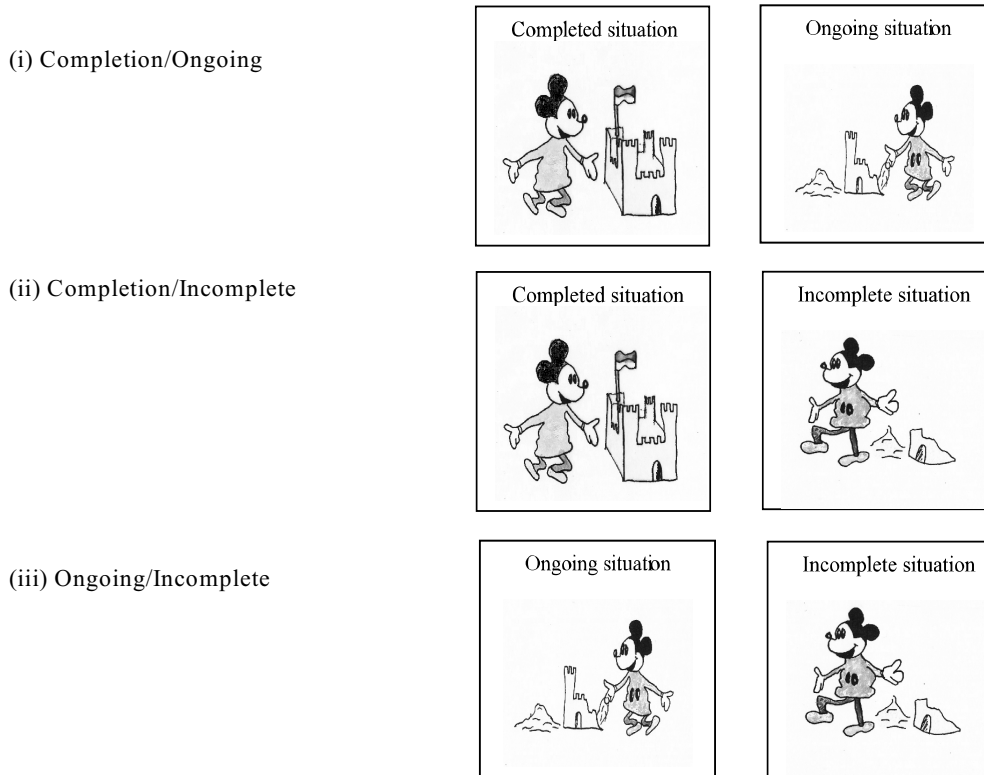 (i) Completion/Ongoing
Completed situation
Ongoing situation
(ii) Completion/Incomplete
Completed situation
Incomplete situation
(iii) Ongoing/Incomplete
Ongoing situation
Incomplete situation